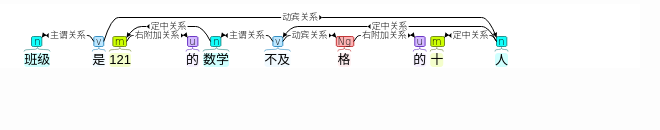 动宾关系
定中关系 定中关系
主谓关系 右附加关系 主谓关系 动宾关系 右附加关系 定中关系
n v m u n v Ng u m n
班级 是 121 的 数学 不及 格 的 十 人